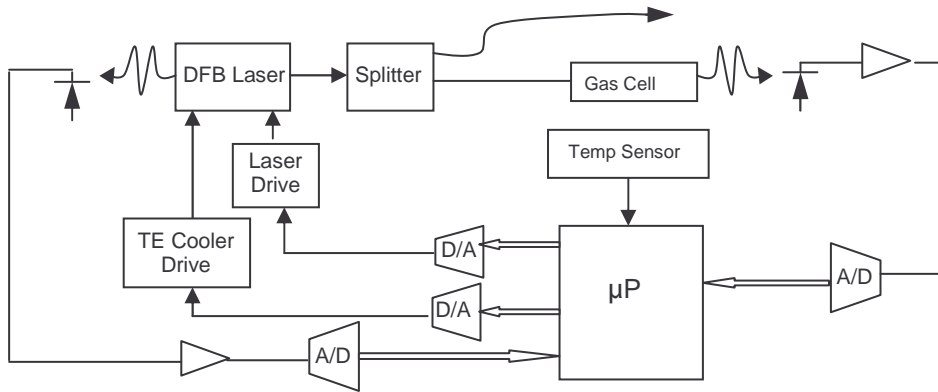 DFB Laser
Splitter
Gas Cell
Laser
Drive
Temp Sensor
TE Cooler
Drive
D/A
µP
A/D
D/A
A/D